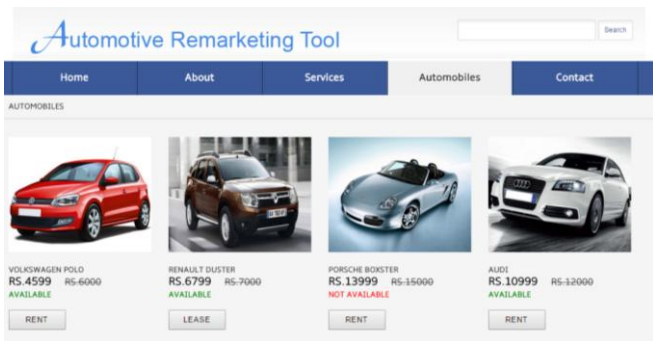 Automotive Remarketing Tool
Search
Home About Services Automobiles Contact
AUTOMOBILES
VOLKSWAGEN POLO
RS.4599 RS.6000
AVAILABLE
RENT
RENAULT DUSTER
RS.6799 RS.7000
AVAILABLE
LEASE
PORSCHE BOXSTER
RS.13999 RS.15000
NOT AVAILABLE
RENT
AUDI
RS.10999 RS.12000
AVAILABLE
RENT